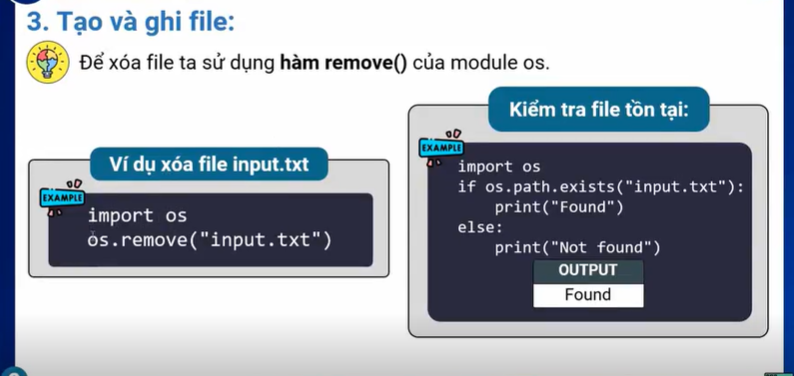 3. Tạo và ghi file:
Để xóa file ta sử dụng hàm remove() của module os.
Ví dụ xóa file input.txt
EXAMPLE
import os
os.remove("input.txt")
Kiểm tra file tồn tại:
EXAMPLE
import os
if os.path.exists("input.txt"):
    print("Found")
else:
    print("Not found")
OUTPUT
Found